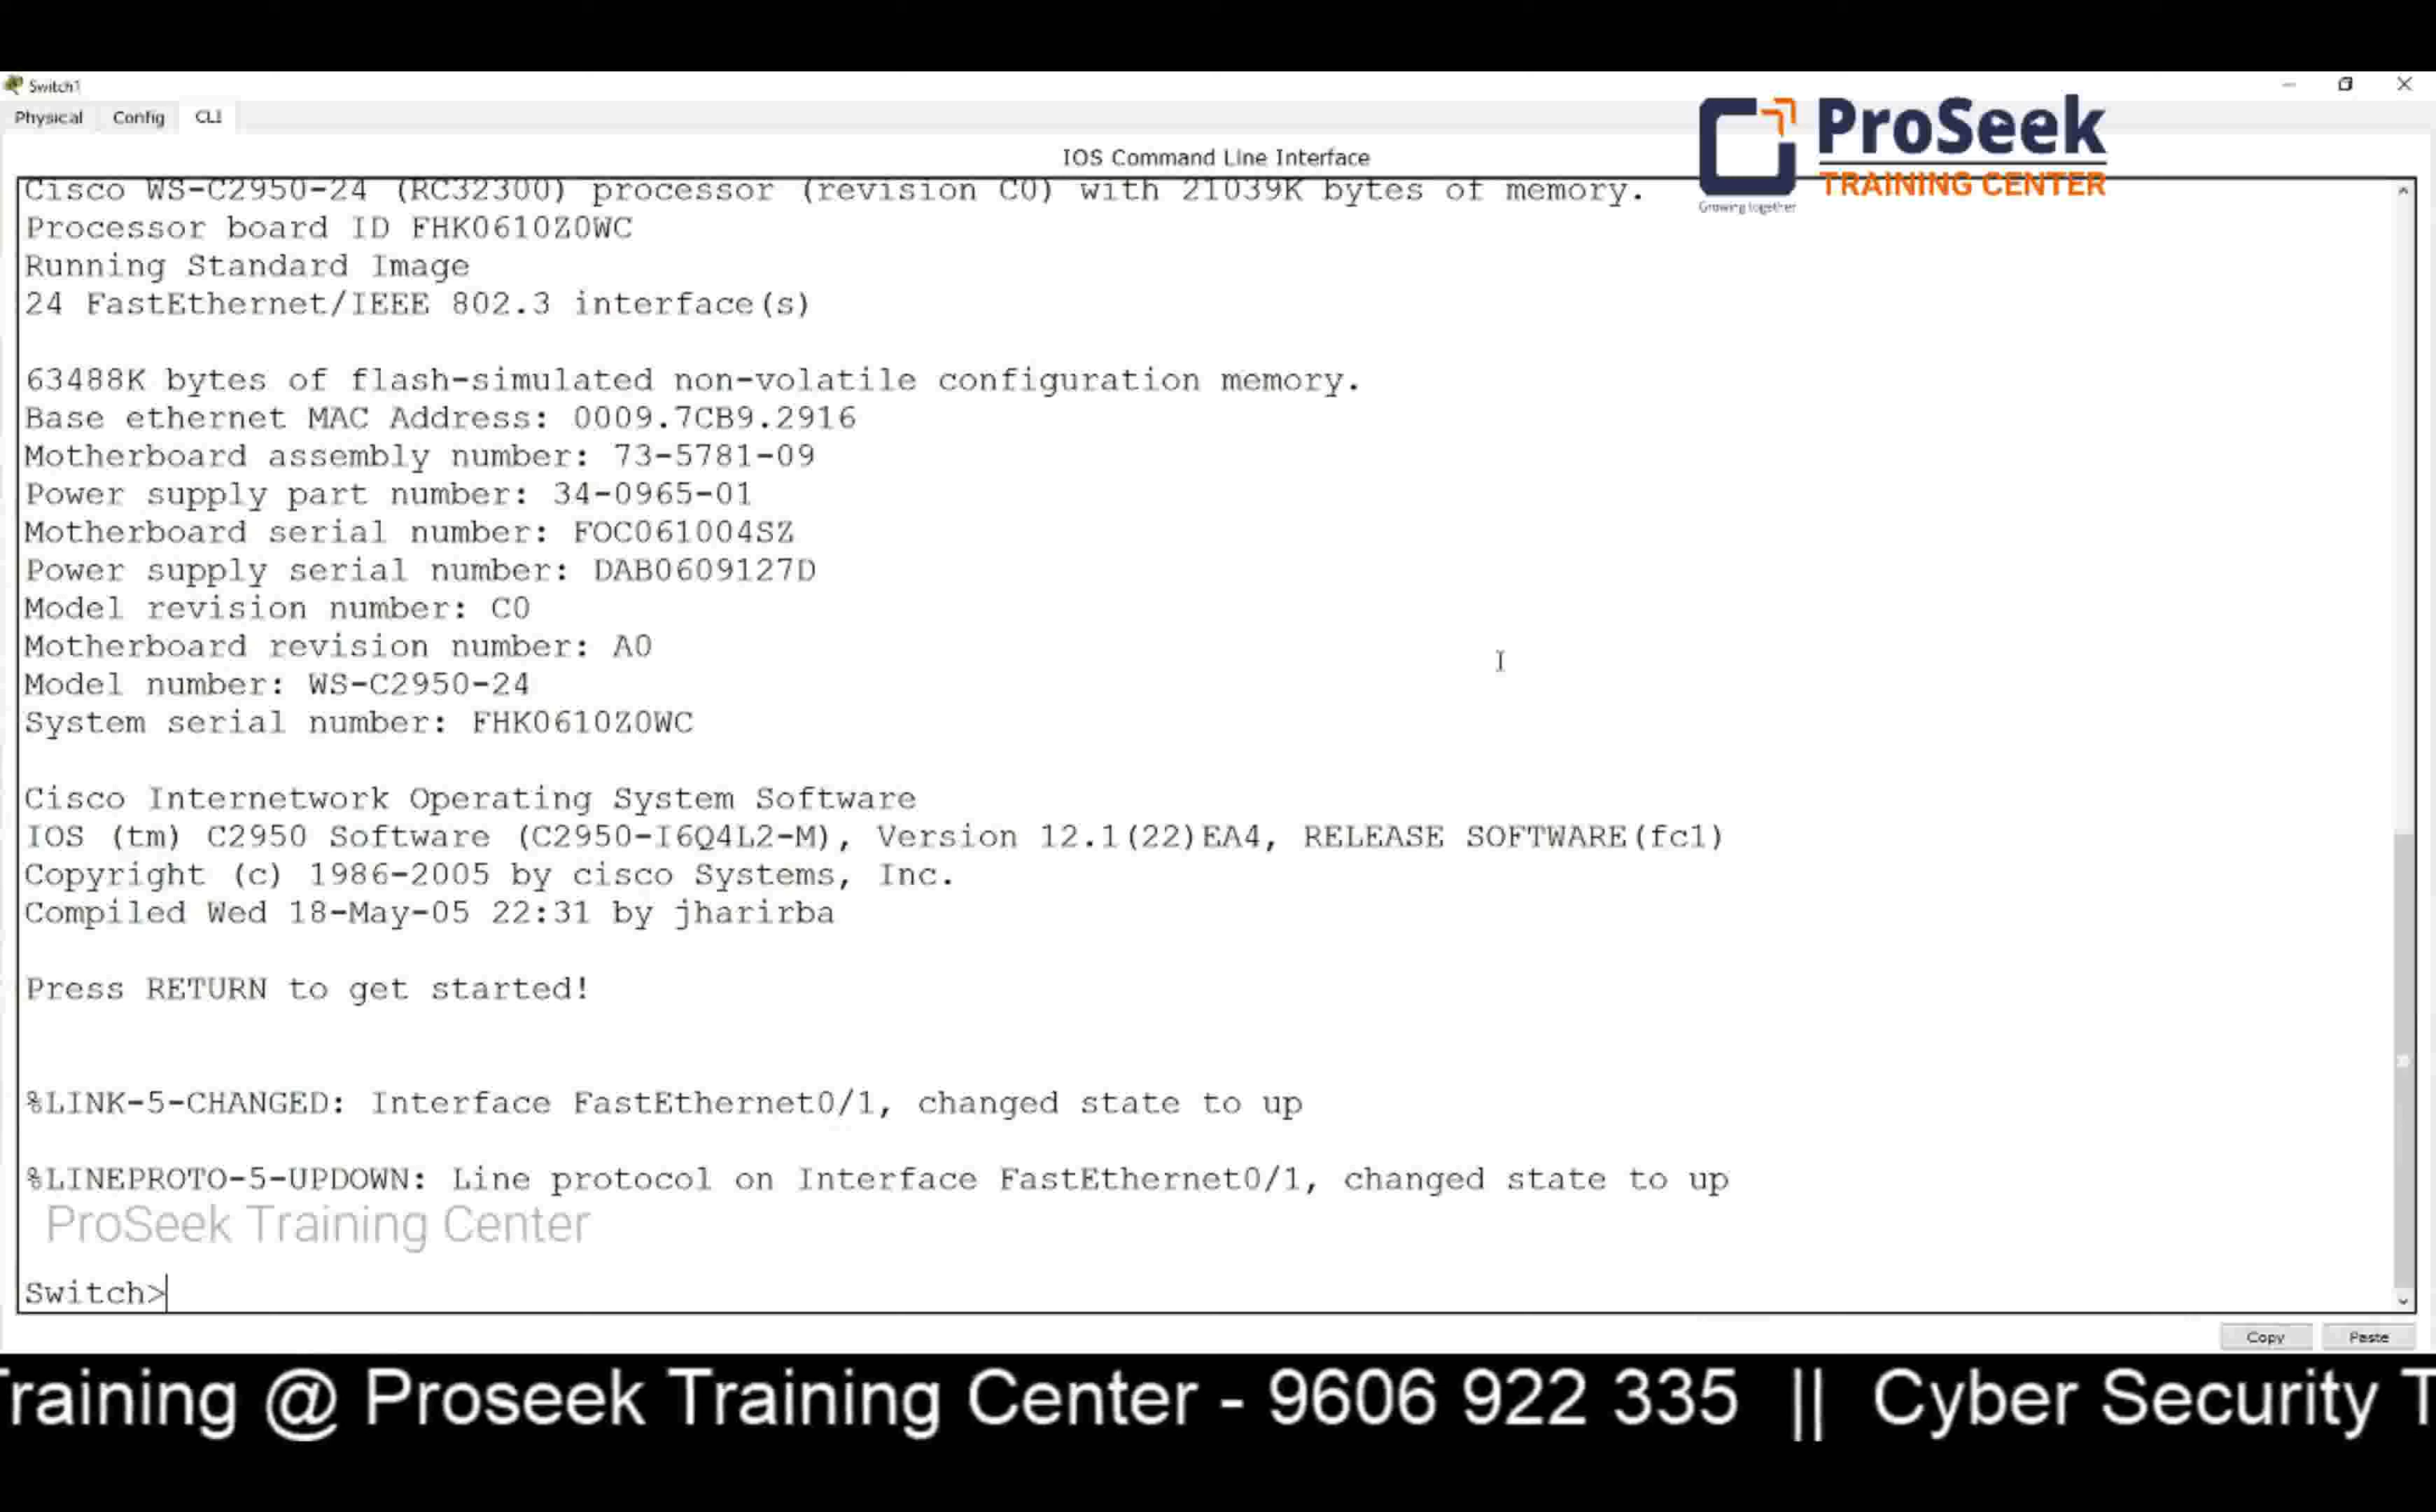 Switch1
Physical Config CLI
ProSeek
TRAINING CENTER
Growing together
IOS Command Line Interface
Cisco WS-C2950-24 (RC32300) processor (revision C0) with 21039K bytes of memory.
Processor board ID FHK0610Z0WC
Running Standard Image
24 FastEthernet/IEEE 802.3 interface(s)
63488K bytes of flash-simulated non-volatile configuration memory.
Base ethernet MAC Address: 0009.7CB9.2916
Motherboard assembly number: 73-5781-09
Power supply part number: 34-0965-01
Motherboard serial number: FOC061004SZ
Power supply serial number: DAB0609127D
Model revision number: C0
Motherboard revision number: A0
Model number: WS-C2950-24
System serial number: FHK0610Z0WC
Cisco Internetwork Operating System Software
IOS (tm) C2950 Software (C2950-I6Q4L2-M), Version 12.1(22)EA4, RELEASE SOFTWARE(fc1)
Copyright (c) 1986-2005 by cisco Systems, Inc.
Compiled Wed 18-May-05 22:31 by jharirba
Press RETURN to get started!
%LINK-5-CHANGED: Interface FastEthernet0/1, changed state to up
%LINEPROTO-5-UPDOWN: Line protocol on Interface FastEthernet0/1, changed state to up
ProSeek Training Center
Switch>
Copy Paste
raining @ Proseek Training Center - 9606 922 335 || Cyber Security T